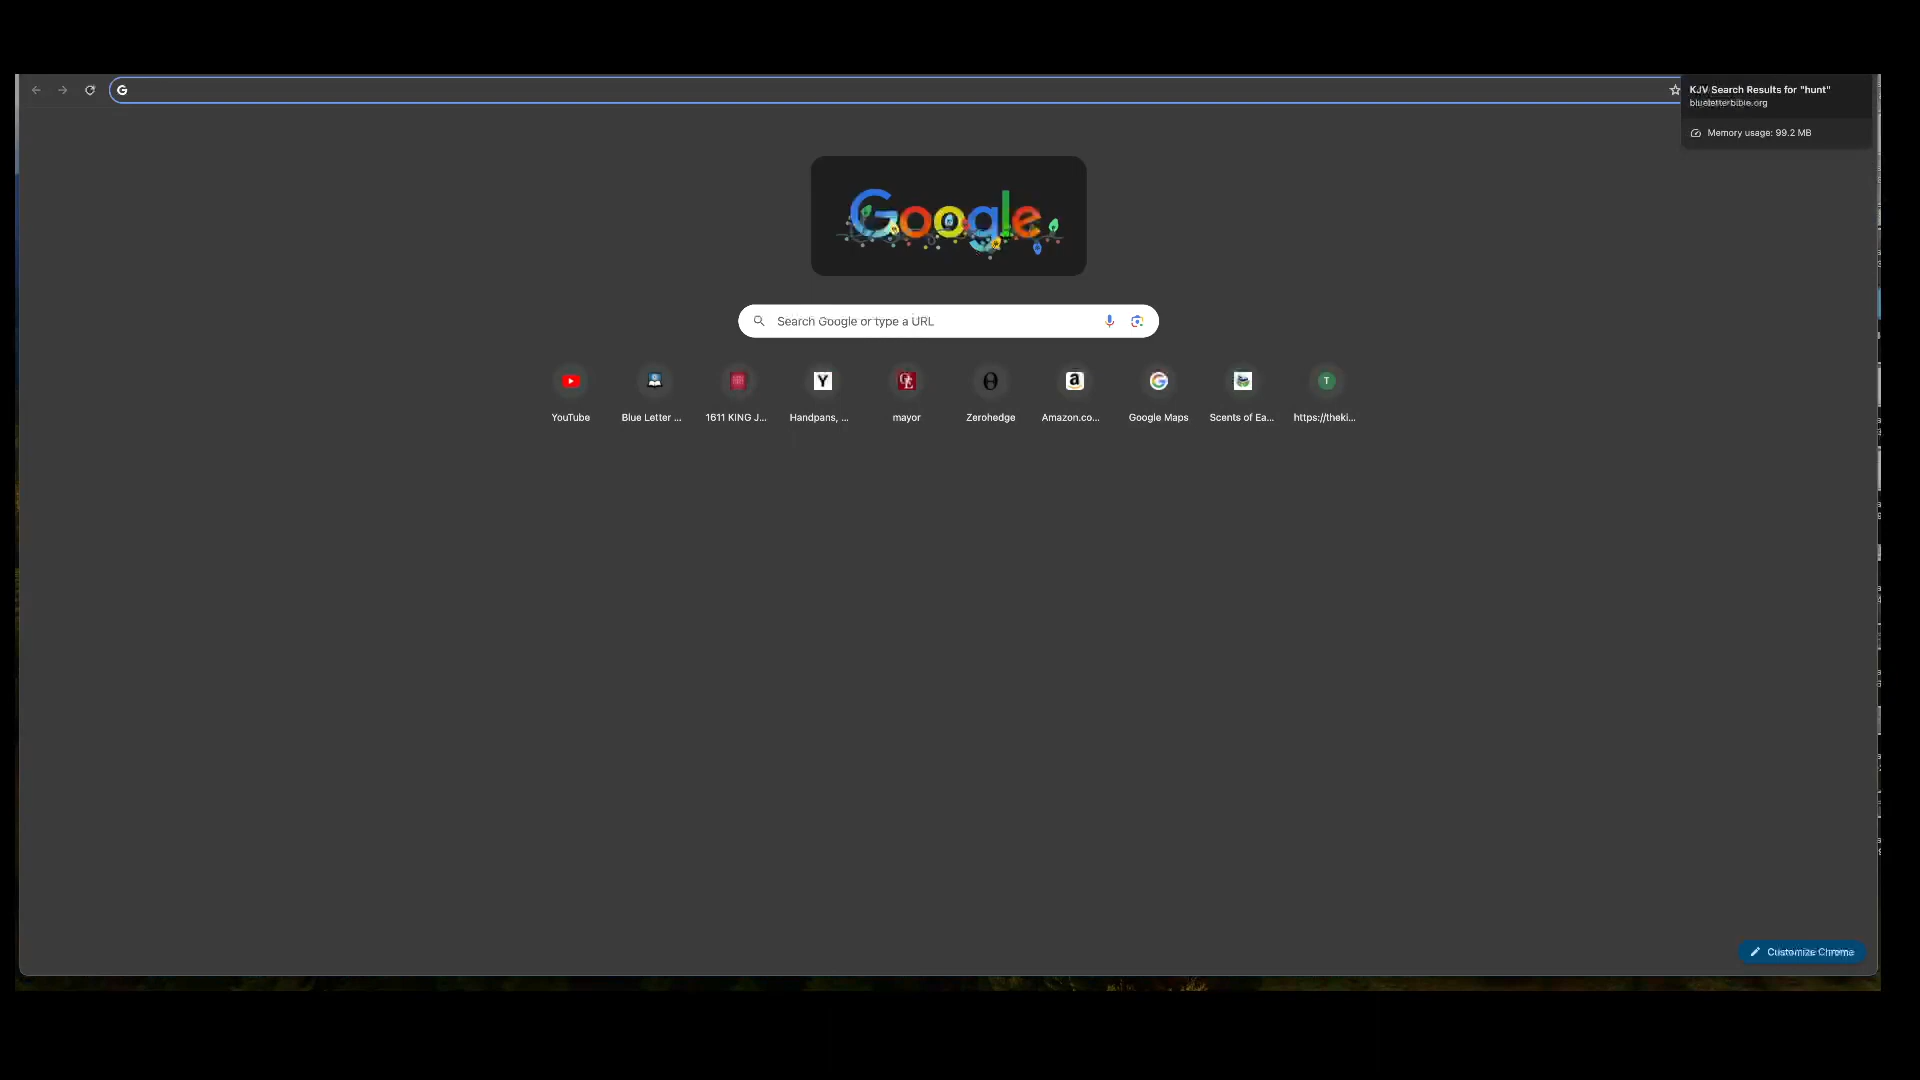 KJV Search Results for "hunt"
blueletterbible.org
Memory usage: 99.2 MB
Google
Search Google or type a URL
YouTube
Blue Letter ...
1611 KING J...
Handpans, ...
mayor
Zerohedge
Amazon.co...
Google Maps
Scents of Ea...
https://theki...
Customize Chrome